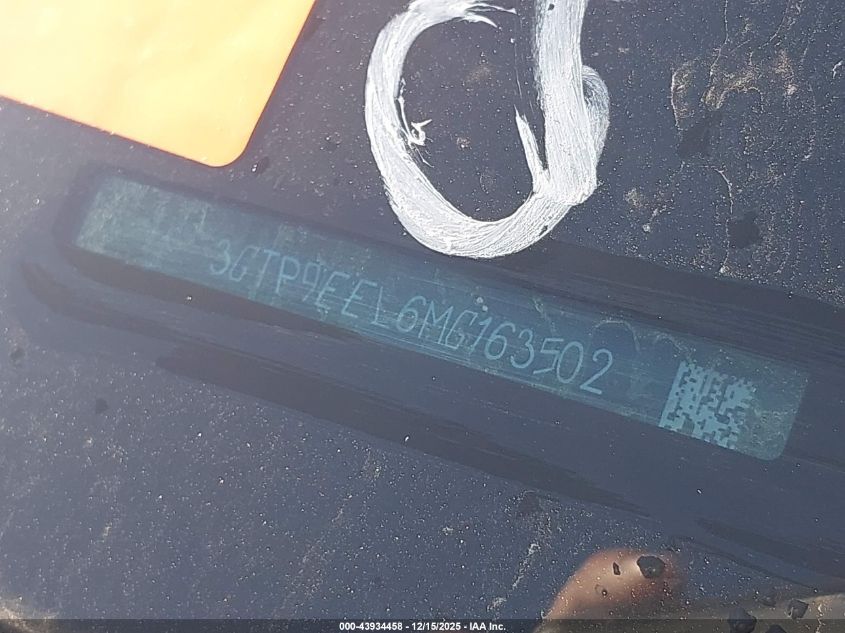 3GTP9EEL6MG163502
000-43934458 - 12/15/2025 - IAA Inc.